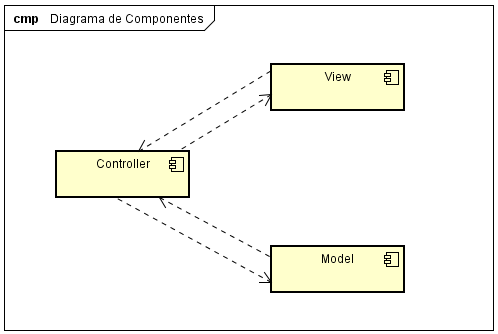 cmp Diagrama de Componentes
View
Controller
Model